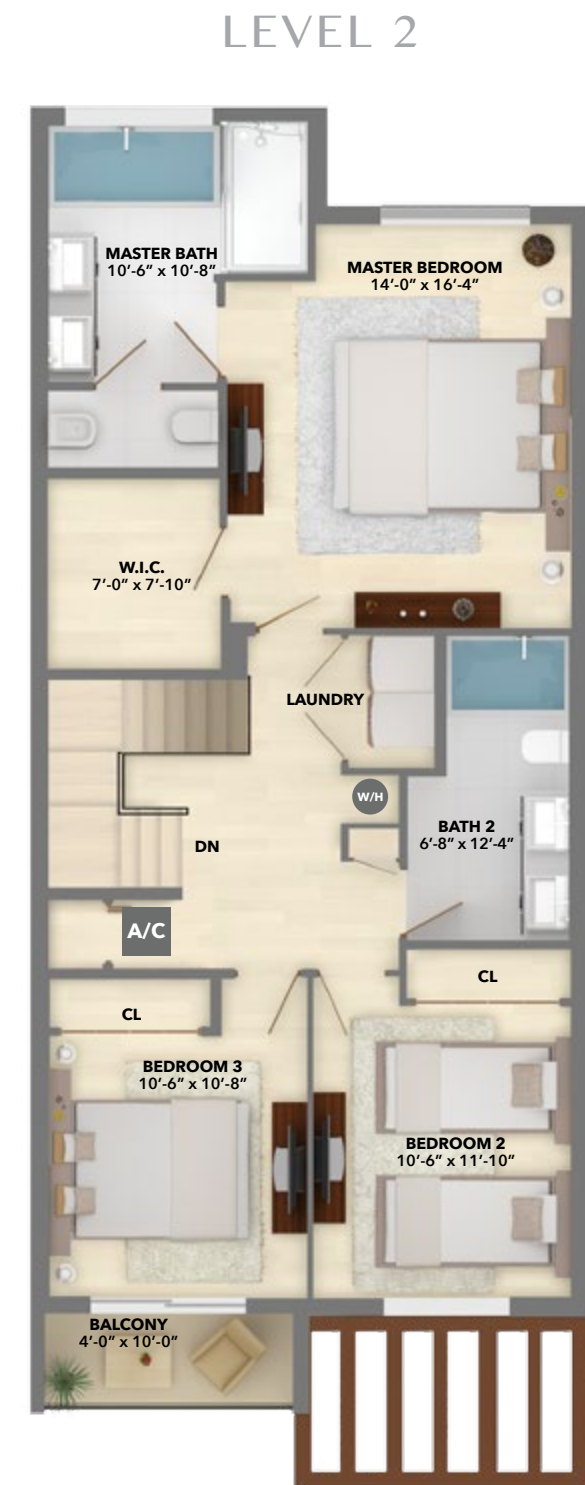 LEVEL 2
MASTER BATH
10'-6" x 10'-8"
MASTER BEDROOM
14'-0" x 16'-4"
W.I.C.
7'-0" x 7'-10"
LAUNDRY
W/H
BATH 2
6'-8" x 12'-4"
DN
A/C
CL
CL
BEDROOM 3
10'-6" x 10'-8"
BEDROOM 2
10'-6" x 11'-10"
BALCONY
4'-0" x 10'-0"